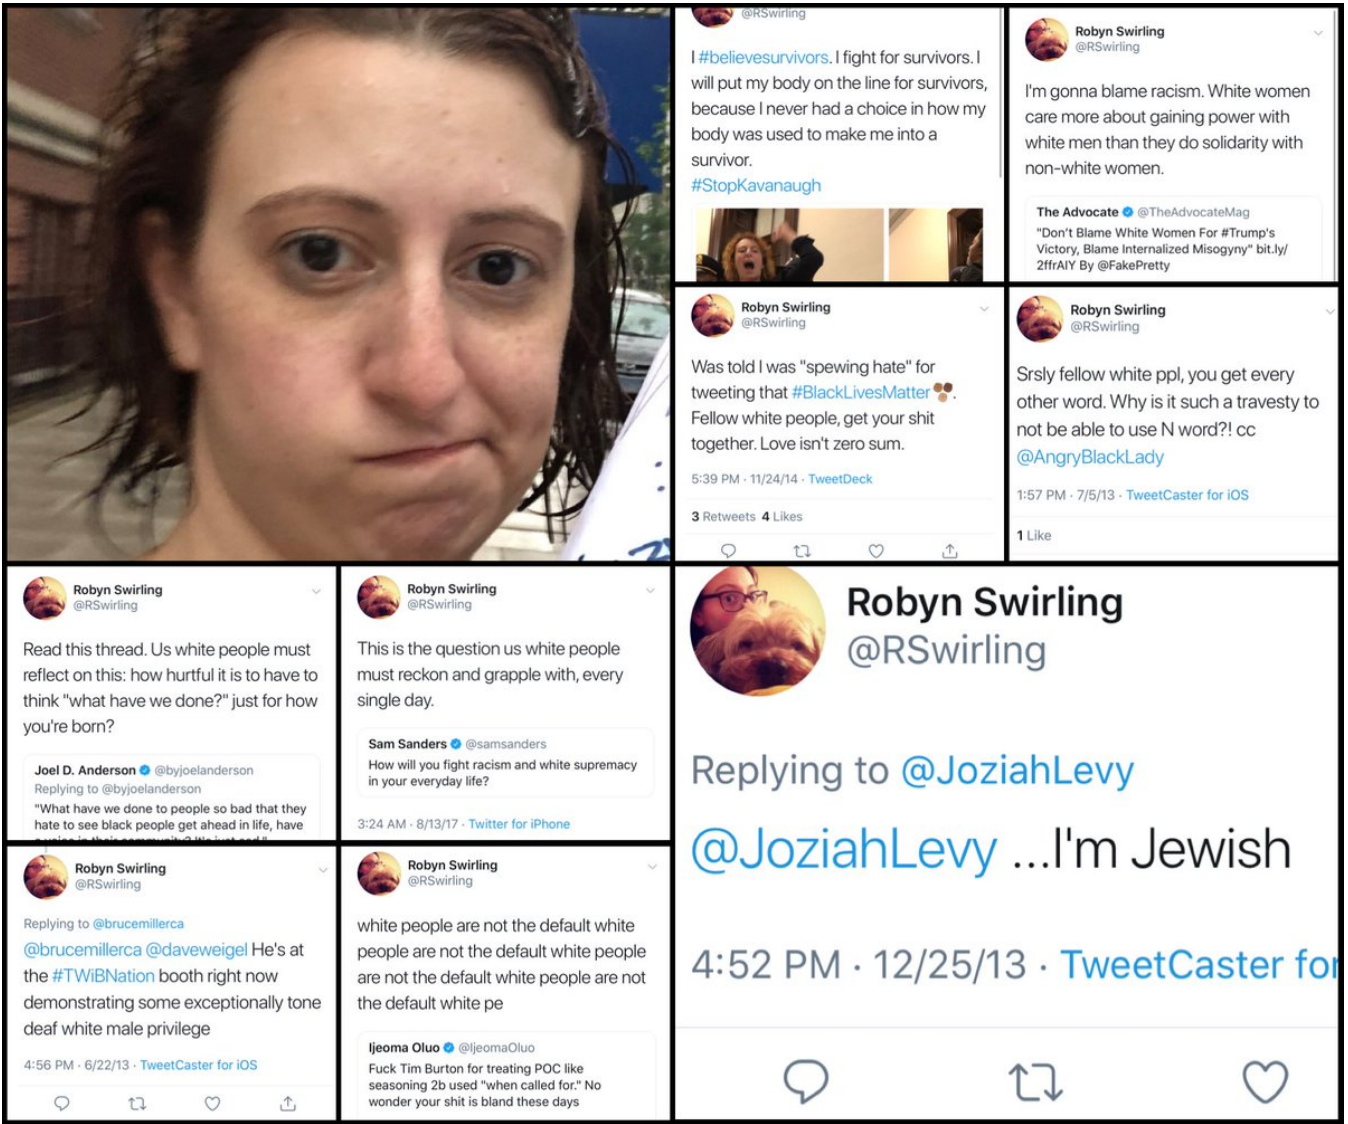 @RSwirling
I #believesurvivors. I fight for survivors. I
will put my body on the line for survivors,
because I never had a choice in how my
body was used to make me into a
survivor.
#StopKavanaugh
Robyn Swirling
@RSwirling
I'm gonna blame racism. White women
care more about gaining power with
white men than they do solidarity with
non-white women.
The Advocate @TheAdvocateMag
"Don't Blame White Women For #Trump's
Victory, Blame Internalized Misogyny" bit.ly/
2ffrAIY By @FakePretty
Robyn Swirling
@RSwirling
Was told I was "spewing hate" for
tweeting that #BlackLivesMatter.
Fellow white people, get your shit
together. Love isn't zero sum.
5:39 PM · 11/24/14 · TweetDeck
3 Retweets 4 Likes
Robyn Swirling
@RSwirling
Srsly fellow white ppl, you get every
other word. Why is it such a travesty to
not be able to use N word?! cc
@AngryBlackLady
1:57 PM · 7/5/13 · TweetCaster for iOS
1 Like
Robyn Swirling
@RSwirling
Read this thread. Us white people must
reflect on this: how hurtful it is to have to
think "what have we done?" just for how
you're born?
Joel D. Anderson @byjoelanderson
Replying to @byjoelanderson
"What have we done to people so bad that they
hate to see black people get ahead in life, have
Robyn Swirling
@RSwirling
This is the question us white people
must reckon and grapple with, every
single day.
Sam Sanders @samsanders
How will you fight racism and white supremacy
in your everyday life?
3:24 AM · 8/13/17 · Twitter for iPhone
Robyn Swirling
@RSwirling
Replying to @JoziahLevy
@JoziahLevy ...I'm Jewish
4:52 PM · 12/25/13 · TweetCaster for
Robyn Swirling
@RSwirling
Replying to @brucemillerca
@brucemillerca @daveweigel He's at
the #TWiBNation booth right now
demonstrating some exceptionally tone
deaf white male privilege
4:56 PM · 6/22/13 · TweetCaster for iOS
Robyn Swirling
@RSwirling
white people are not the default white
people are not the default white people
are not the default white people are not
the default white pe
Ijeoma Oluo @IjeomaOluo
Fuck Tim Burton for treating POC like
seasoning 2b used "when called for." No
wonder your shit is bland these days